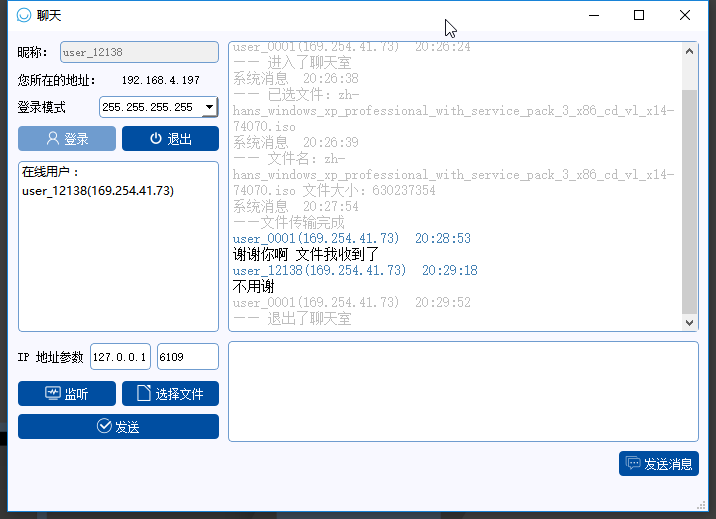 聊天
昵称： user_12138
您所在的地址： 192.168.4.197
登录模式 255.255.255.255
登录 退出
在线用户：
user_12138(169.254.41.73)
user_0001(169.254.41.73) 20:26:24
—— 进入了聊天室
系统消息 20:26:38
—— 已选文件：zh-
hans_windows_xp_professional_with_service_pack_3_x86_cd_vl_x14-
74070.iso
系统消息 20:26:39
—— 文件名：zh-
hans_windows_xp_professional_with_service_pack_3_x86_cd_vl_x14-
74070.iso 文件大小：630237354
系统消息 20:27:54
——文件传输完成
user_0001(169.254.41.73) 20:28:53
谢谢你啊 文件我收到了
user_12138(169.254.41.73) 20:29:18
不用谢
user_0001(169.254.41.73) 20:29:52
—— 退出了聊天室
IP 地址参数 127.0.0.1 6109
监听 选择文件
发送
发送消息